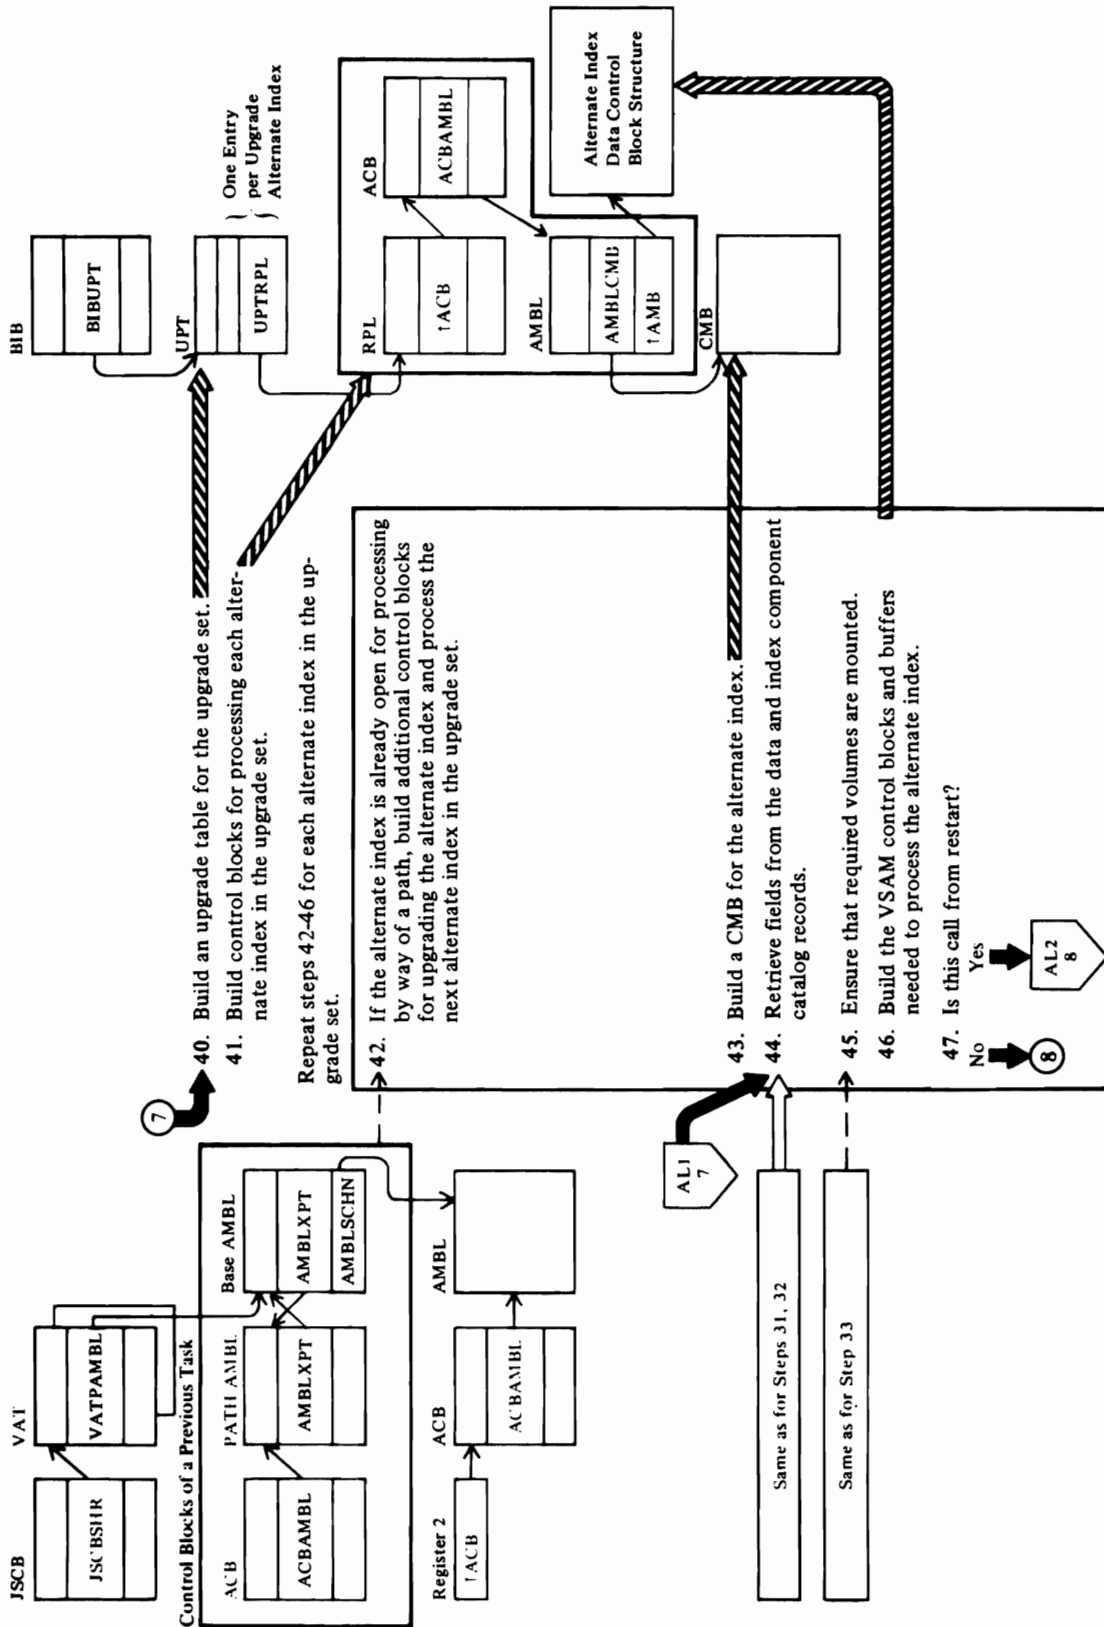 JSCB
JSCBSHR
VAT
VATPAMBL
Control Blocks of a Previous Task
ACB
ACBAMBL
PATH AMBL
AMBLXPT
Base AMBL
AMBLXPT
AMBLSCHN
Register 2
↑ACB
ACB
ACBAMBL
AMBL
AL1
7
Same as for Steps 31, 32
Same as for Step 33
7
40. Build an upgrade table for the upgrade set.
41. Build control blocks for processing each alter-
nate index in the upgrade set.
Repeat steps 42-46 for each alternate index in the up-
grade set.
42. If the alternate index is already open for processing
by way of a path, build additional control blocks
for upgrading the alternate index and process the
next alternate index in the upgrade set.
43. Build a CMB for the alternate index.
44. Retrieve fields from the data and index component
catalog records.
45. Ensure that required volumes are mounted.
46. Build the VSAM control blocks and buffers
needed to process the alternate index.
47. Is this call from restart?
No
Yes
8
AL2
8
BIB
BIBUPT
UPT
UPTRPL
One Entry
per Upgrade
Alternate Index
RPL
↑ACB
ACB
ACBAMBL
AMBL
AMBLCMB
↑AMB
Alternate Index
Data Control
Block Structure
CMB